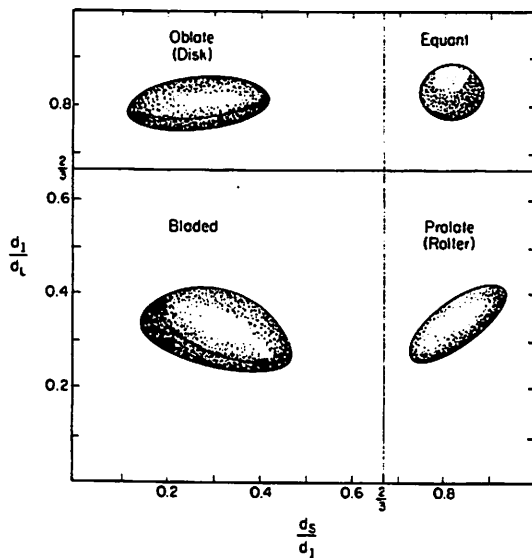 Oblate
(Disk)
Equant
0.8
2/3
0.6
Bladed
Prolate
(Roller)
d_I/d_L
0.4
0.2
0.2 0.4 0.6 2/3 0.8
d_S/d_I